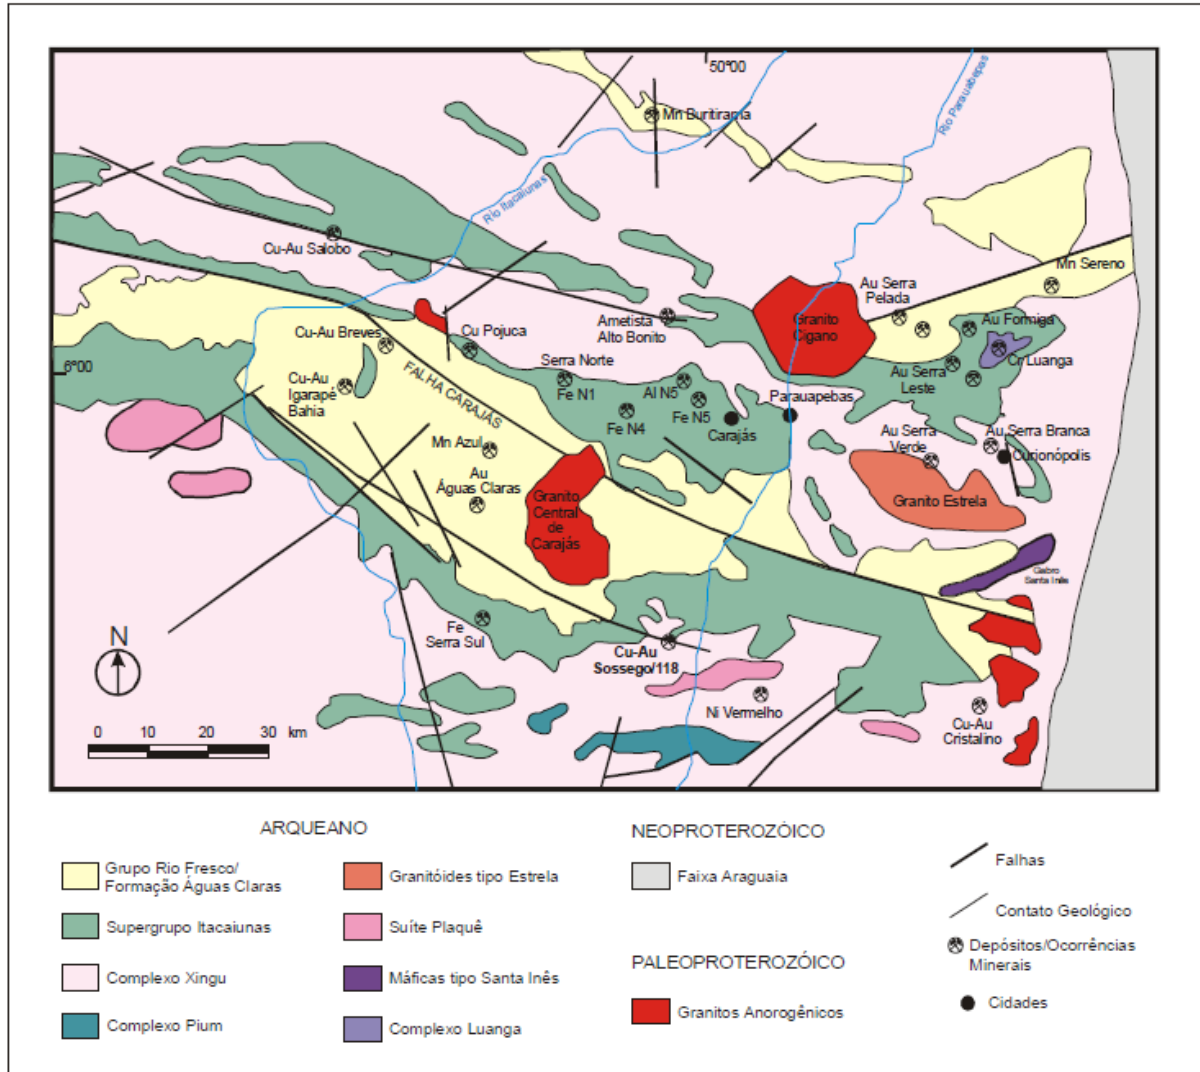 50º00
Rio Parauabepas
Mn Buritirama
Rio Itacaiunas
Cu-Au Salobo
Mn Sereno
Au Serra
Pelada
Ametista
Alto Bonito
Granito
Cigano
Au Formiga
Cu-Au Breves
Cu Pojuca
Cr Luanga
Serra Norte
Au Serra
Leste
6º00
FALHA CARAJÁS
Cu-Au
Igarapé
Bahia
Fe N1
Al N5
Parauapebas
Fe N5
Fe N4
Carajás
Au Serra
Verde
Au Serra Branca
Curionópolis
Mn Azul
Au
Águas Claras
Granito
Central
de
Carajás
Granito Estrela
Gabro
Santa Inês
Fe
Serra Sul
N
Cu-Au
Sossego/118
Ni Vermelho
Cu-Au
Cristalino
0 10 20 30 km
ARQUEANO
Grupo Rio Fresco/
Formação Águas Claras
Supergrupo Itacaiunas
Complexo Xingu
Complexo Pium
Granitóides tipo Estrela
Suíte Plaquê
Máficas tipo Santa Inês
Complexo Luanga
NEOPROTEROZÓICO
Faixa Araguaia
PALEOPROTEROZÓICO
Granitos Anorogênicos
Falhas
Contato Geológico
Depósitos/Ocorrências
Minerais
Cidades